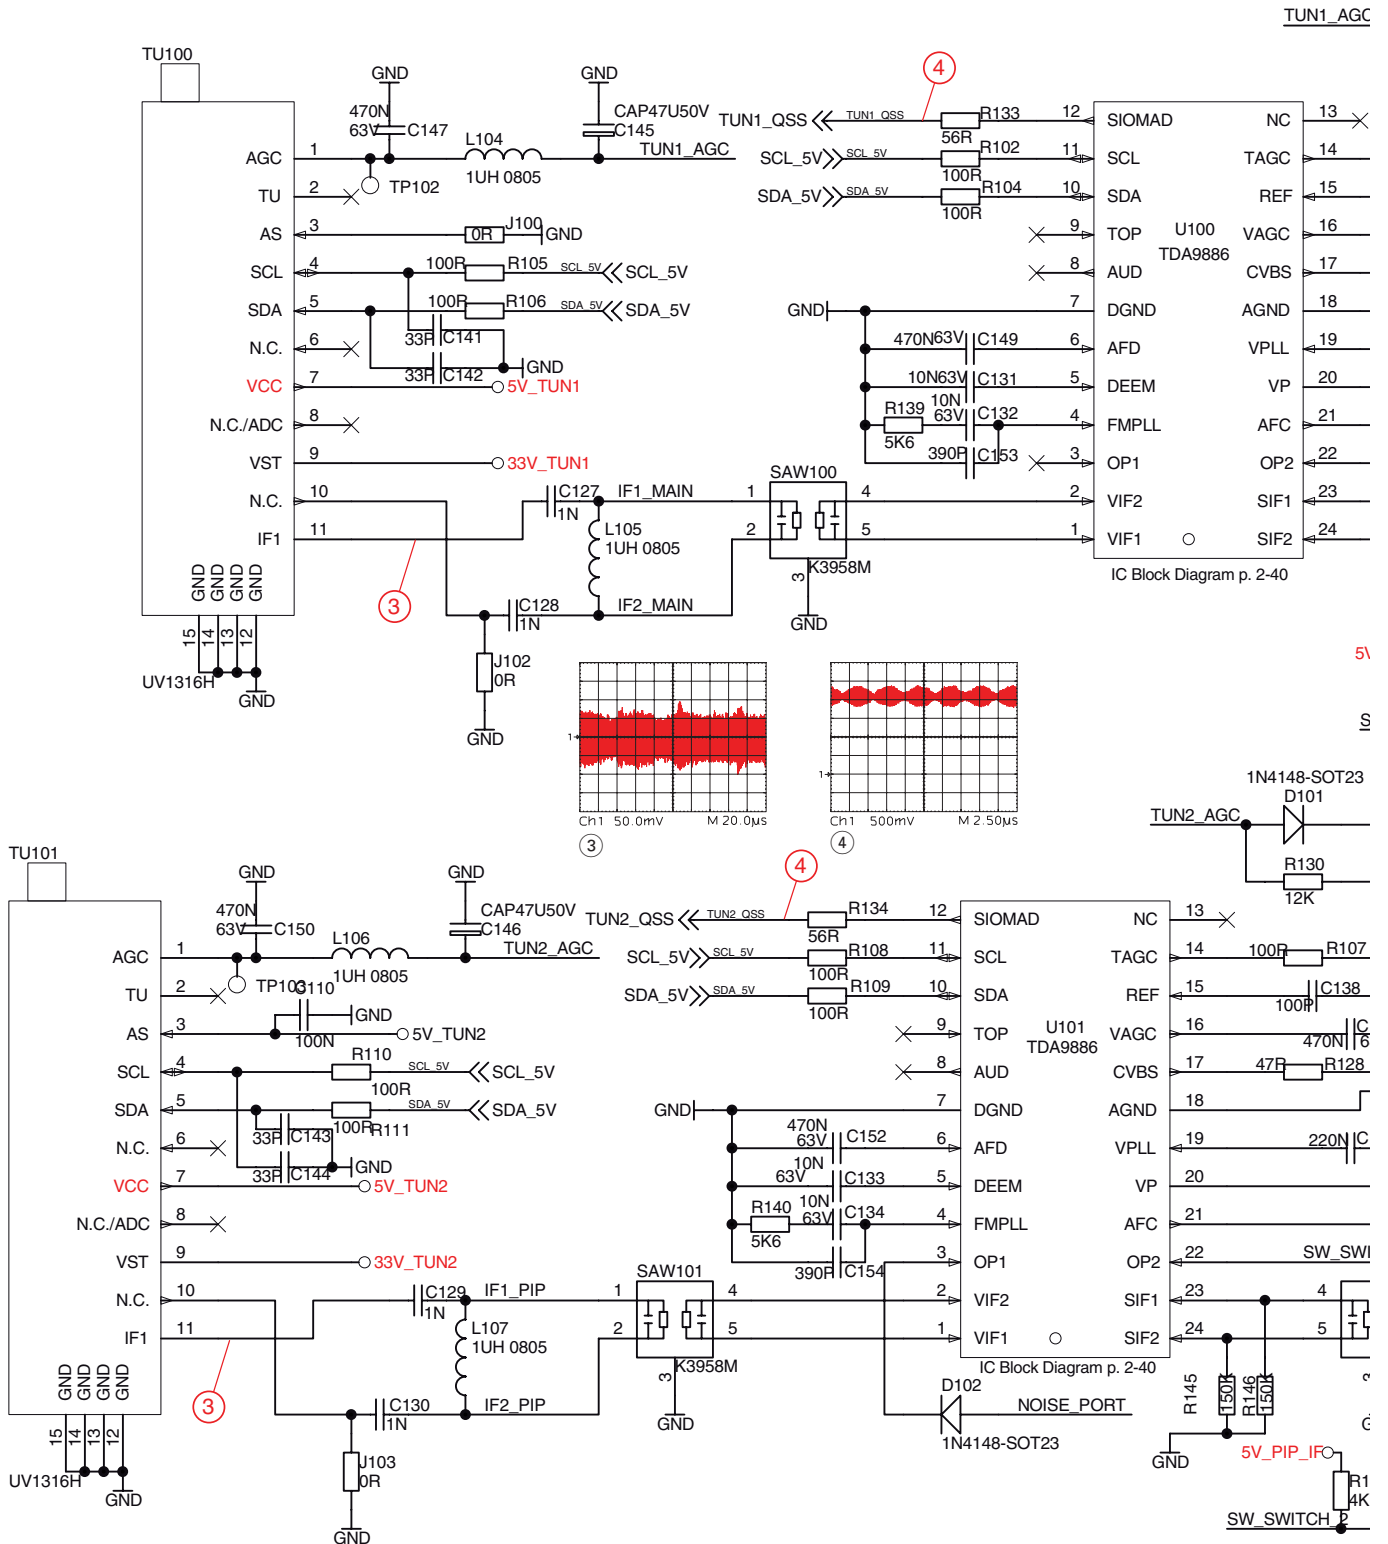 TUN1_AGC
TU100
GND
GND
4
470N
63V
C147
CAP47U50V
C145
TUN1_QSS
TUN1_QSS
R133
56R
12
SIOMAD
NC
13
AGC
1
L104
1UH 0805
TUN1_AGC
SCL_5V
SCL_5V
R102
100R
11
SCL
TAGC
14
TP102
TU
2
SDA_5V
SDA_5V
R104
100R
10
SDA
REF
15
AS
3
0R
J100
GND
9
TOP
U100
TDA9886
VAGC
16
SCL
4
100R
R105
SCL_5V
SCL_5V
8
AUD
CVBS
17
SDA
5
100R
R106
SDA_5V
SDA_5V
GND
7
DGND
AGND
18
33P
C141
N.C.
6
470N
63V
C149
6
AFD
VPLL
19
33P
C142
GND
VCC
7
5V_TUN1
10N
63V
C131
5
DEEM
VP
20
N.C./ADC
8
R139
5K6
10N
63V
C132
4
FMPLL
AFC
21
VST
9
33V_TUN1
390P
C153
3
OP1
OP2
22
N.C.
10
C127
1N
IF1_MAIN
SAW100
1
4
2
VIF2
SIF1
23
IF1
11
L105
1UH 0805
2
5
1
VIF1
SIF2
24
K3958M
3
GND
IC Block Diagram p. 2-40
GND
GND
GND
GND
3
C128
1N
IF2_MAIN
15
14
13
12
UV1316H
GND
J102
0R
GND
5V
S
1
Ch1 50.0mV M 20.0µs
3
1
Ch1 500mV M 2.50µs
4
1N4148-SOT23
D101
TUN2_AGC
R130
12K
TU101
GND
GND
4
470N
63V
C150
CAP47U50V
C146
TUN2_QSS
TUN2_QSS
R134
56R
12
SIOMAD
NC
13
AGC
1
L106
1UH 0805
TUN2_AGC
SCL_5V
SCL_5V
R108
100R
11
SCL
TAGC
14
100R
R107
TP103
TU
2
C110
100N
GND
SDA_5V
SDA_5V
R109
100R
10
SDA
REF
15
100P
C138
AS
3
5V_TUN2
9
TOP
U101
TDA9886
VAGC
16
470N
C
6
SCL
4
R110
100R
SCL_5V
SCL_5V
8
AUD
CVBS
17
47R
R128
SDA
5
100R
R111
SDA_5V
SDA_5V
GND
7
DGND
AGND
18
33P
C143
N.C.
6
470N
63V
C152
6
AFD
VPLL
19
220N
C
33P
C144
GND
VCC
7
5V_TUN2
10N
63V
C133
5
DEEM
VP
20
N.C./ADC
8
R140
5K6
10N
63V
C134
4
FMPLL
AFC
21
VST
9
33V_TUN2
390P
C154
3
OP1
OP2
22
SW_SWI
N.C.
10
C129
1N
IF1_PIP
SAW101
1
4
2
VIF2
SIF1
23
4
IF1
11
L107
1UH 0805
2
5
1
VIF1
SIF2
24
5
K3958M
3
GND
IC Block Diagram p. 2-40
GND
GND
GND
GND
3
C130
1N
IF2_PIP
D102
1N4148-SOT23
NOISE_PORT
R145
150K
R146
150K
3
G
GND
15
14
13
12
UV1316H
GND
J103
0R
GND
5V_PIP_IF
R1
4K
SW_SWITCH_2